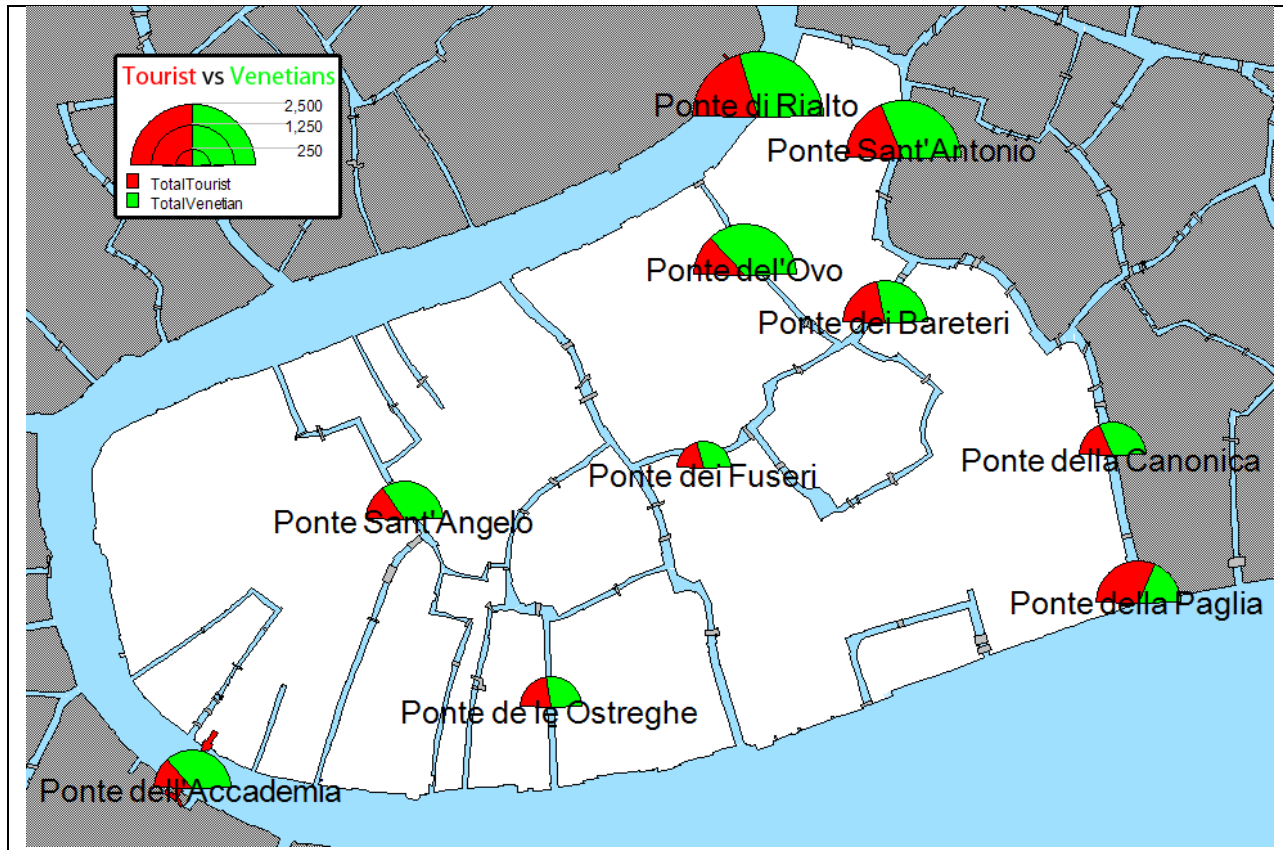 Tourist vs Venetians
2,500
1,250
250
TotalTourist
TotalVenetian
Ponte di Rialto
Ponte Sant'Antonio
Ponte del'Ovo
Ponte dei Bareteri
Ponte dei Fuseri
Ponte della Canonica
Ponte Sant'Angelo
Ponte della Paglia
Ponte de le Ostreghe
Ponte dell'Accademia